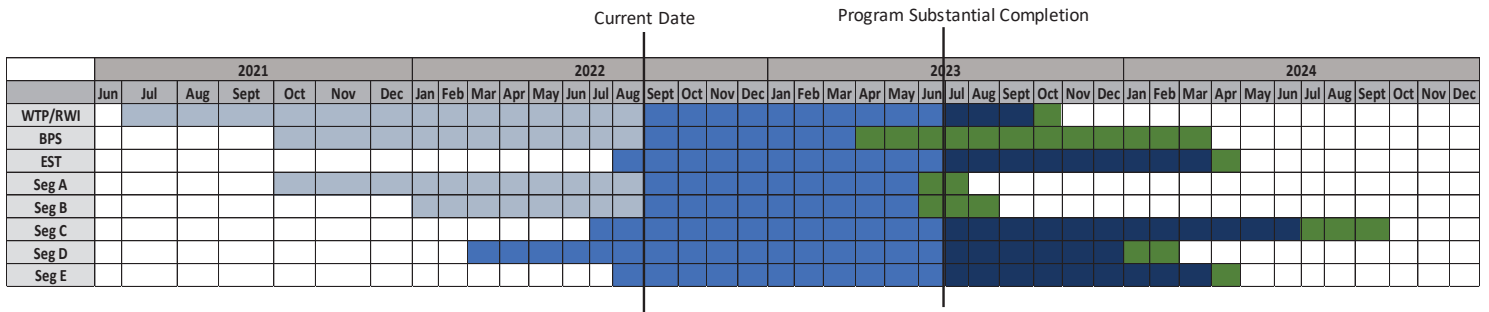 Current Date Program Substantial Completion
2021 2022 2023 2024
Jun Jul Aug Sept Oct Nov Dec Jan Feb Mar Apr May Jun Jul Aug Sept Oct Nov Dec Jan Feb Mar Apr May Jun Jul Aug Sept Oct Nov Dec Jan Feb Mar Apr May Jun Jul Aug Sept Oct Nov Dec
WTP/RWI
BPS
EST
Seg A
Seg B
Seg C
Seg D
Seg E